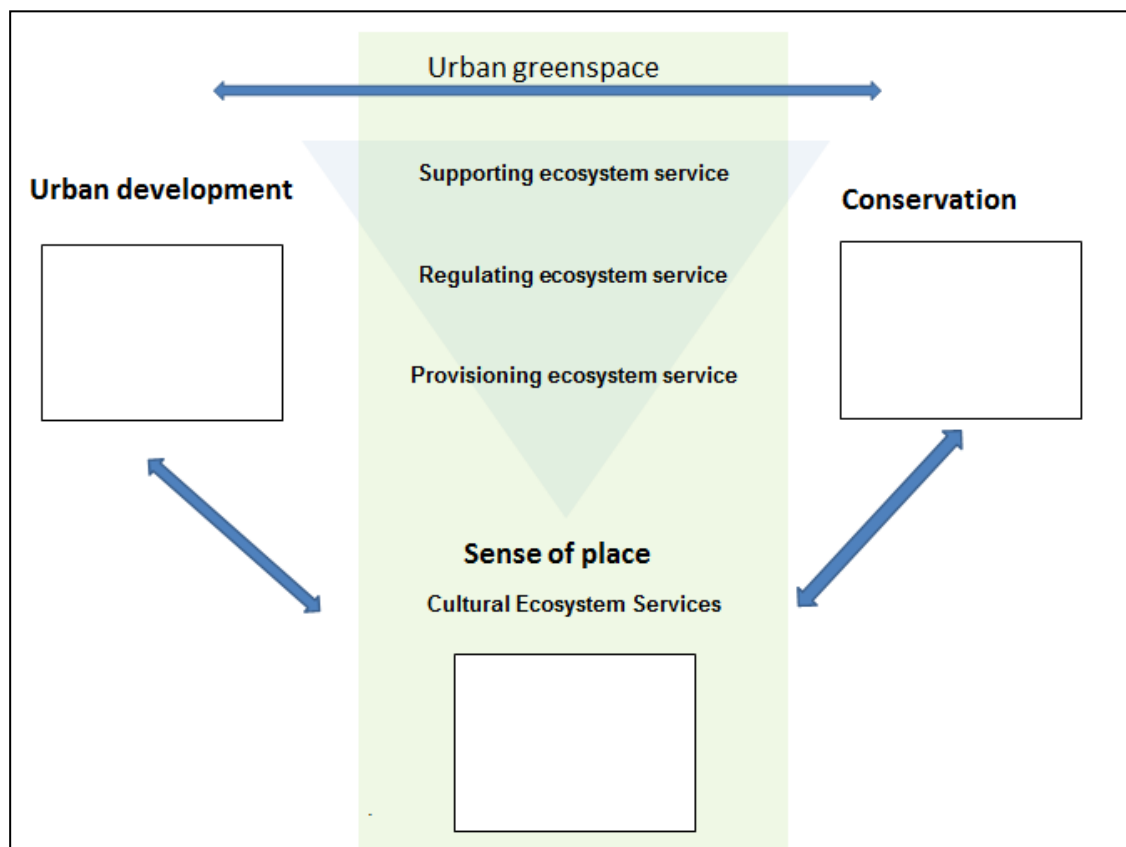 Urban greenspace
Supporting ecosystem service
Urban development
Conservation
Regulating ecosystem service
Provisioning ecosystem service
Sense of place
Cultural Ecosystem Services